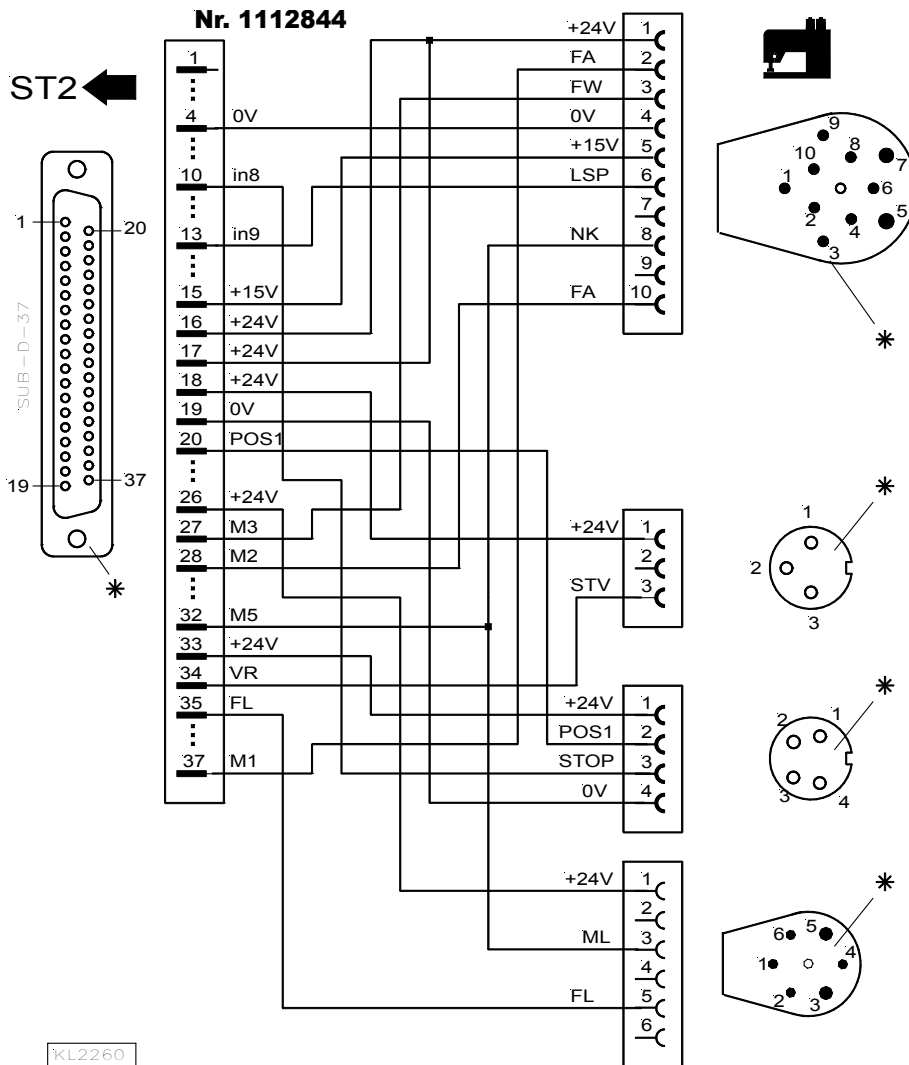 Nr. 1112844
ST2
1
4 0V
10 in8
13 in9
15 +15V
16 +24V
17 +24V
18 +24V
19 0V
20 POS1
26 +24V
27 M3
28 M2
32 M5
33 +24V
34 VR
35 FL
37 M1
1
20
19
37
SUB-D-37
+24V 1
FA 2
FW 3
0V 4
+15V 5
LSP 6
7
NK 8
9
FA 10
9
8
10
7
1
6
2
4
5
3
*
*
+24V 1
2
STV 3
1
2
3
*
+24V 1
POS1 2
STOP 3
0V 4
2
1
3
4
*
+24V 1
2
ML 3
4
FL 5
6
6
5
1
4
2
3
*
KL2260